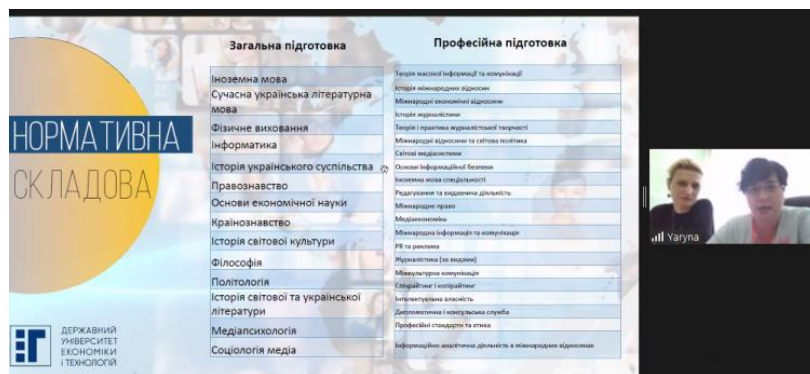 НОРМАТИВНА
СКЛАДОВА
Загальна підготовка
Іноземна мова
Сучасна українська літературна
мова
Фізичне виховання
Інформатика
Історія українського суспільства
Правознавство
Основи економічної науки
Країнознавство
Історія світової культури
Філософія
Політологія
Історія світової та української
літератури
Медіапсихологія
Соціологія медіа
Професійна підготовка
Теорія масової інформації та комунікації
Історія міжнародних відносин
Міжнародні економічні відносини
Історія журналістики
Теорія і практика журналістської творчості
Міжнародні відносини та світова політика
Світові медіасистеми
Основи інформаційної безпеки
Іноземна мова спеціальності
Редагування та видавнича діяльність
Міжнародне право
Медіаекономіка
Міжнародна інформація та комунікація
PR та реклама
Журналістика (за видами)
Міжкультурна комунікація
Спічрайтинг і копірайтинг
Інтелектуальна власність
Дипломатична і консульська служба
Професійні стандарти та етика
Інформаційно-аналітична діяльність в міжнародних відносинах
ДЕРЖАВНИЙ
УНІВЕРСИТЕТ
ЕКОНОМІКИ
І ТЕХНОЛОГІЙ
Yaryna